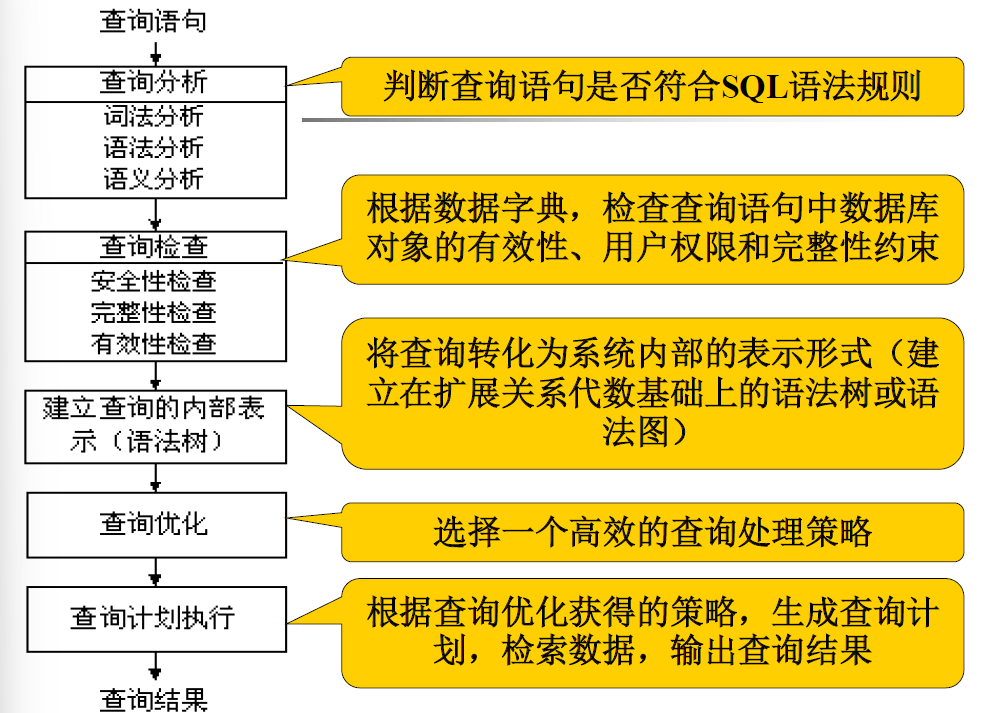 查询语句
查询分析
判断查询语句是否符合SQL语法规则
词法分析
语法分析
语义分析
根据数据字典，检查查询语句中数据库
对象的有效性、用户权限和完整性约束
查询检查
安全性检查
完整性检查
有效性检查
将查询转化为系统内部的表示形式（建
立在扩展关系代数基础上的语法树或语
法图）
建立查询的内部表
示（语法树）
查询优化
选择一个高效的查询处理策略
查询计划执行
根据查询优化获得的策略，生成查询计
划，检索数据，输出查询结果
查询结果